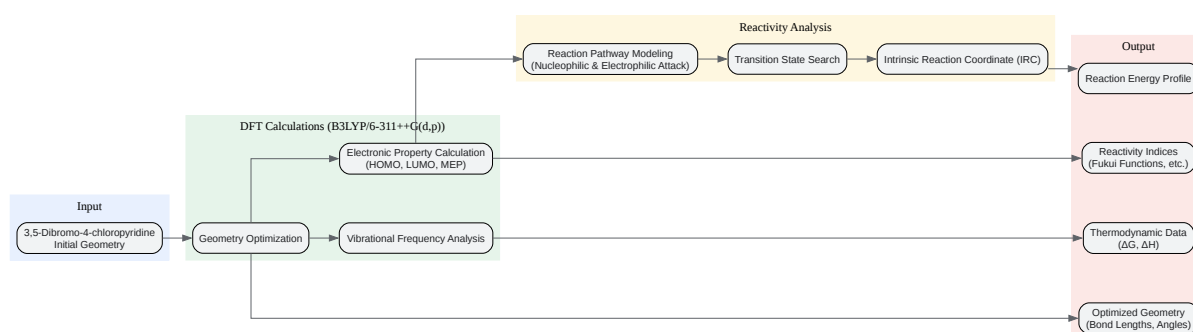 Reactivity Analysis
Reaction Pathway Modeling
(Nucleophilic & Electrophilic Attack)
Transition State Search
Intrinsic Reaction Coordinate (IRC)
Output
Reaction Energy Profile
DFT Calculations (B3LYP/6-311++G(d,p))
Electronic Property Calculation
(HOMO, LUMO, MEP)
Reactivity Indices
(Fukui Functions, etc.)
Input
3,5-Dibromo-4-chloropyridine
Initial Geometry
Geometry Optimization
Vibrational Frequency Analysis
Thermodynamic Data
(ΔG, ΔH)
Optimized Geometry
(Bond Lengths, Angles)